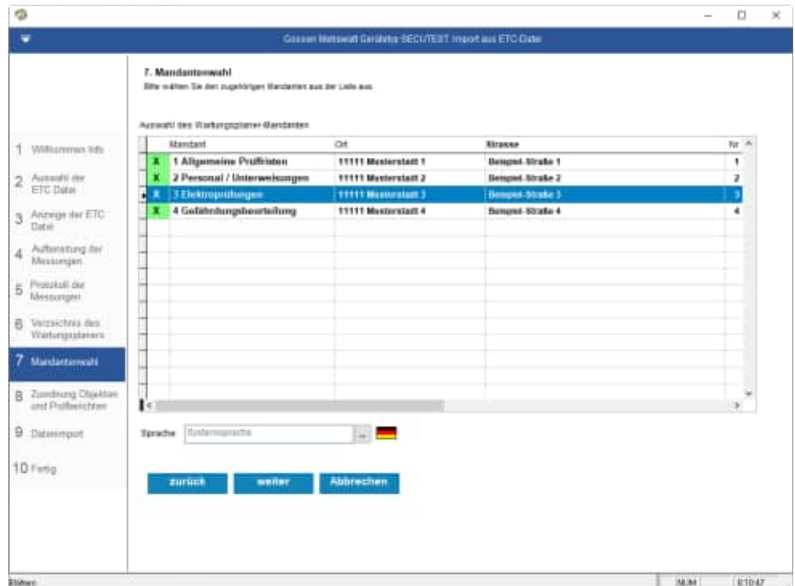 Gossen Metrawatt Gerätetyp SECUTEST Import aus ETC-Datei
7. Mandantenwahl
Bitte wählen Sie den zugehörigen Mandanten aus der Liste aus.
Auswahl des Wartungsplaner-Mandanten
Mandant Ort Strasse Nr
X 1 Allgemeine Prüffristen 11111 Musterstadt 1 Beispiel-Straße 1 1
X 2 Personal / Unterweisungen 11111 Musterstadt 2 Beispiel-Straße 2 2
X 3 Elektroprüfungen 11111 Musterstadt 3 Beispiel-Straße 3 3
X 4 Gefährdungsbeurteilung 11111 Musterstadt 4 Beispiel-Straße 4 4
1 Willkommen Info
2 Auswahl der
ETC Datei
3 Anzeige der ETC
Datei
4 Aufbereitung der
Messungen
5 Protokoll der
Messungen
6 Verzeichnis des
Wartungsplaners
7 Mandantenwahl
8 Zuordnung Objekten
und Prüfberichten
9 Datenimport
10 Fertig
Sprache Systemsprache ...
zurück weiter Abbrechen
NUM 8:10:47